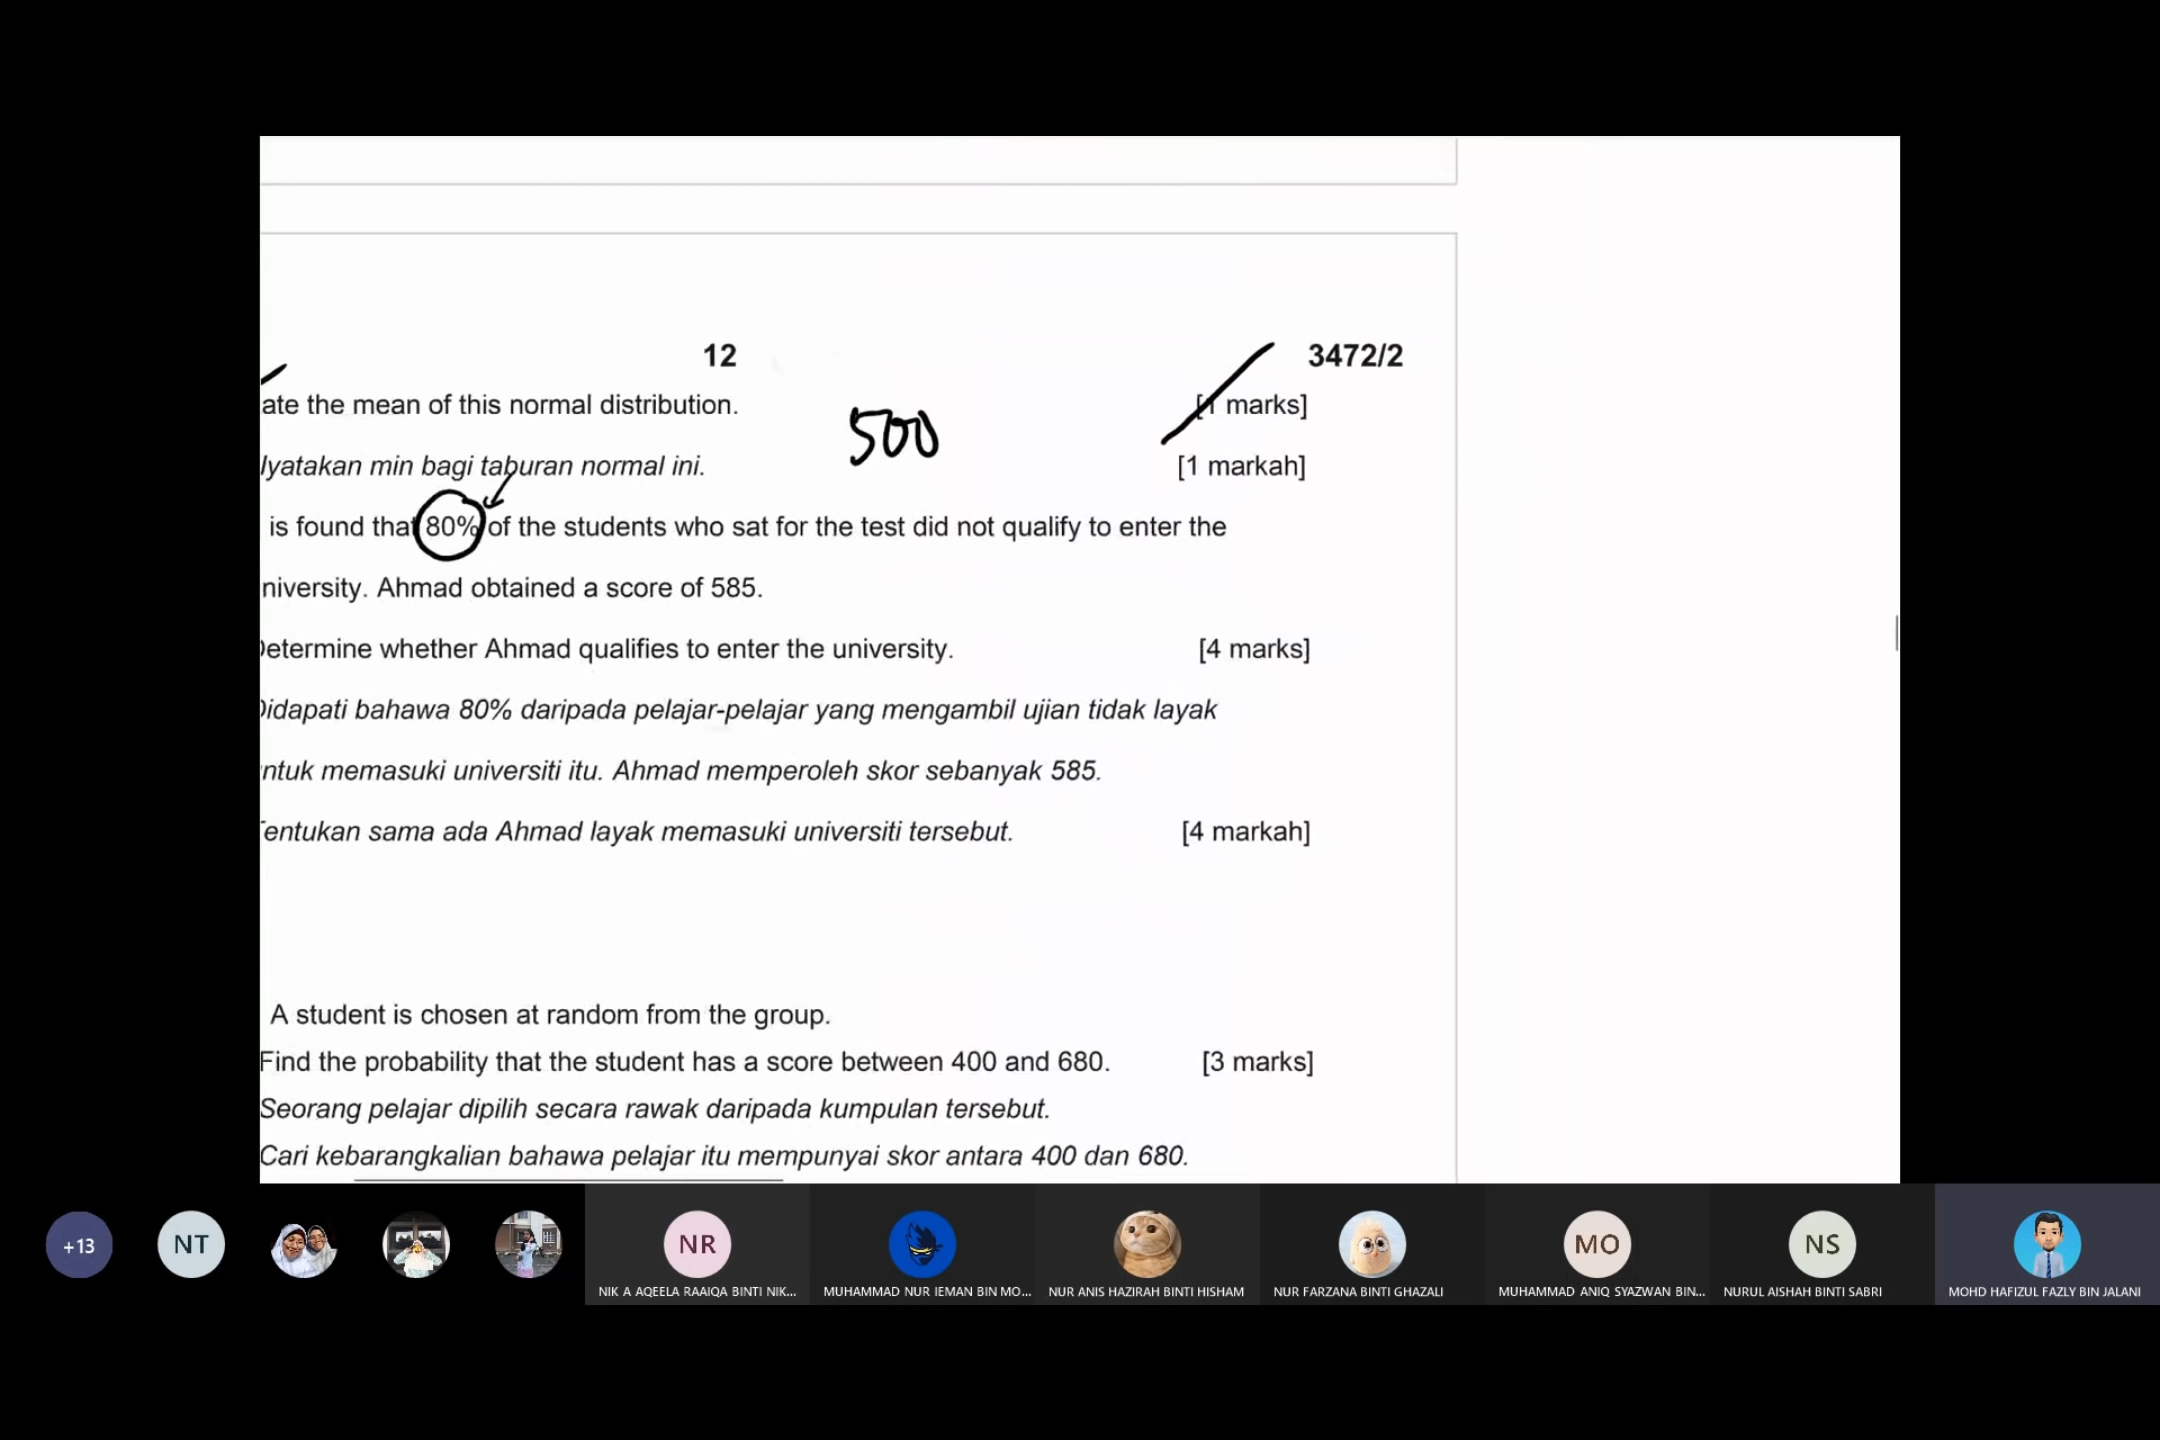 12
3472/2
ate the mean of this normal distribution.
[1 marks]
500
yatakan min bagi taburan normal ini.
[1 markah]
is found that 80% of the students who sat for the test did not qualify to enter the
niversity. Ahmad obtained a score of 585.
Determine whether Ahmad qualifies to enter the university.
[4 marks]
Didapati bahawa 80% daripada pelajar-pelajar yang mengambil ujian tidak layak
ntuk memasuki universiti itu. Ahmad memperoleh skor sebanyak 585.
Tentukan sama ada Ahmad layak memasuki universiti tersebut.
[4 markah]
A student is chosen at random from the group.
Find the probability that the student has a score between 400 and 680.
[3 marks]
Seorang pelajar dipilih secara rawak daripada kumpulan tersebut.
Cari kebarangkalian bahawa pelajar itu mempunyai skor antara 400 dan 680.
+13
NT
NR
MO
NS
NIK A AQEELA RAAIQA BINTI NIK...
MUHAMMAD NUR IEMAN BIN MO...
NUR ANIS HAZIRAH BINTI HISHAM
NUR FARZANA BINTI GHAZALI
MUHAMMAD ANIQ SYAZWAN BIN...
NURUL AISHAH BINTI SABRI
MOHD HAFIZUL FAZLY BIN JALANI